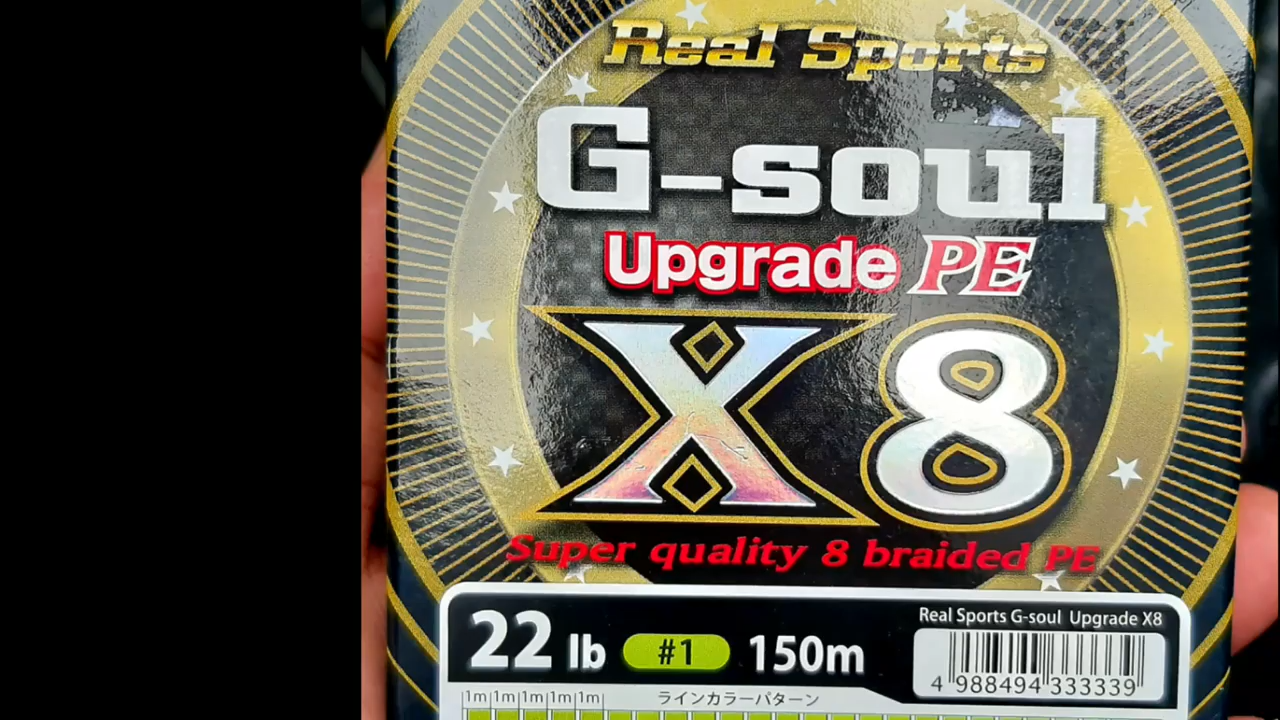 Real Sports
G-soul
Upgrade PE
X8
Super quality 8 braided PE
Real Sports G-soul Upgrade X8
22 lb #1 150m
4 988494 333339
1m 1m 1m 1m 1m ラインカラーパターン